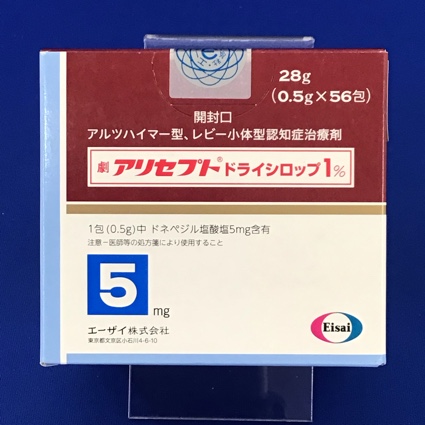 28g
(0.5g×56包)
開封口
アルツハイマー型、レビー小体型認知症治療剤
劇 アリセプト® ドライシロップ1%
1包(0.5g)中 ドネペジル塩酸塩5mg含有
注意－医師等の処方箋により使用すること
5 mg
エーザイ株式会社
東京都文京区小石川4-6-10
Eisai